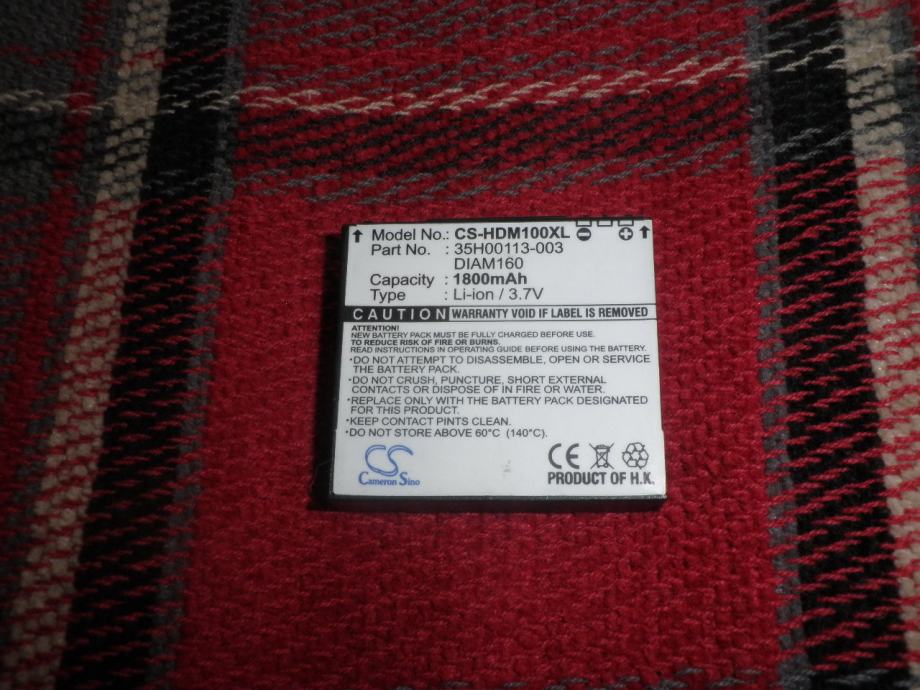 Model No.: CS-HDM100XL
Part No. : 35H00113-003
DIAM160
Capacity : 1800mAh
Type : Li-ion / 3.7V
CAUTION WARRANTY VOID IF LABEL IS REMOVED
ATTENTION!
NEW BATTERY PACK MUST BE FULLY CHARGED BEFORE USE.
TO REDUCE RISK OF FIRE OR BURNS
READ INSTRUCTIONS IN OPERATING GUIDE BEFORE USING BATTERY.
•DO NOT ATTEMPT TO DISASSEMBLE, OPEN OR SERVICE
THE BATTERY PACK.
•DO NOT CRUSH, PUNCTURE, SHORT EXTERNAL
CONTACTS OR DISPOSE OF IN FIRE OR WATER.
•REPLACE ONLY WITH THE BATTERY PACK DESIGNATED
FOR THIS PRODUCT.
•KEEP CONTACT PINTS CLEAN.
•DO NOT STORE ABOVE 60°C (140°C).
CS
Cameron Sino
CE
PRODUCT OF H.K.